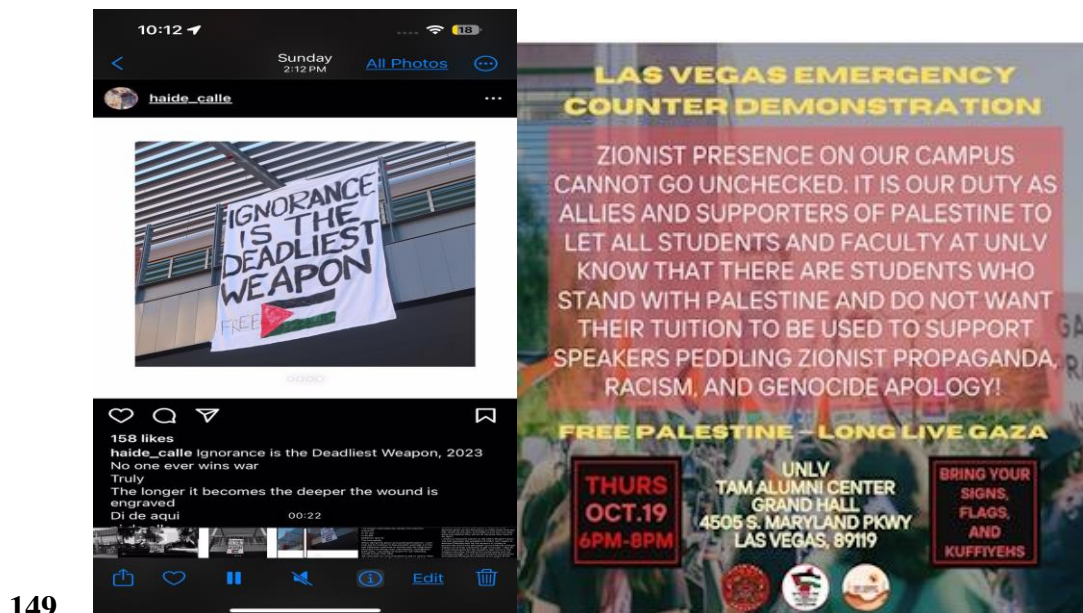 10:12
18
Sunday
2:12 PM
All Photos
haide_calle
IGNORANCE
IS THE
DEADLIEST
WEAPON
FREE
158 likes
haide_calle Ignorance is the Deadliest Weapon, 2023
No one ever wins war
Truly
The longer it becomes the deeper the wound is
engraved
Di de aqui
00:22
Edit
LAS VEGAS EMERGENCY
COUNTER DEMONSTRATION
ZIONIST PRESENCE ON OUR CAMPUS
CANNOT GO UNCHECKED. IT IS OUR DUTY AS
ALLIES AND SUPPORTERS OF PALESTINE TO
LET ALL STUDENTS AND FACULTY AT UNLV
KNOW THAT THERE ARE STUDENTS WHO
STAND WITH PALESTINE AND DO NOT WANT
THEIR TUITION TO BE USED TO SUPPORT
SPEAKERS PEDDLING ZIONIST PROPAGANDA,
RACISM, AND GENOCIDE APOLOGY!
FREE PALESTINE – LONG LIVE GAZA
THURS
OCT.19
6PM-8PM
UNLV
TAM ALUMNI CENTER
GRAND HALL
4505 S. MARYLAND PKWY
LAS VEGAS, 89119
BRING YOUR
SIGNS,
FLAGS,
AND
KUFFIYEHS
149